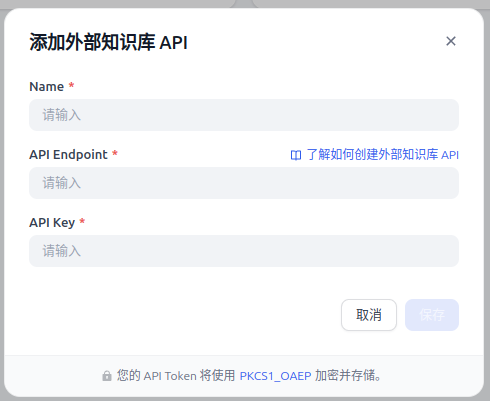 添加外部知识库 API
Name *
请输入
API Endpoint *
了解如何创建外部知识库 API
请输入
API Key *
请输入
取消
保存
您的 API Token 将使用 PKCS1_OAEP 加密并存储。